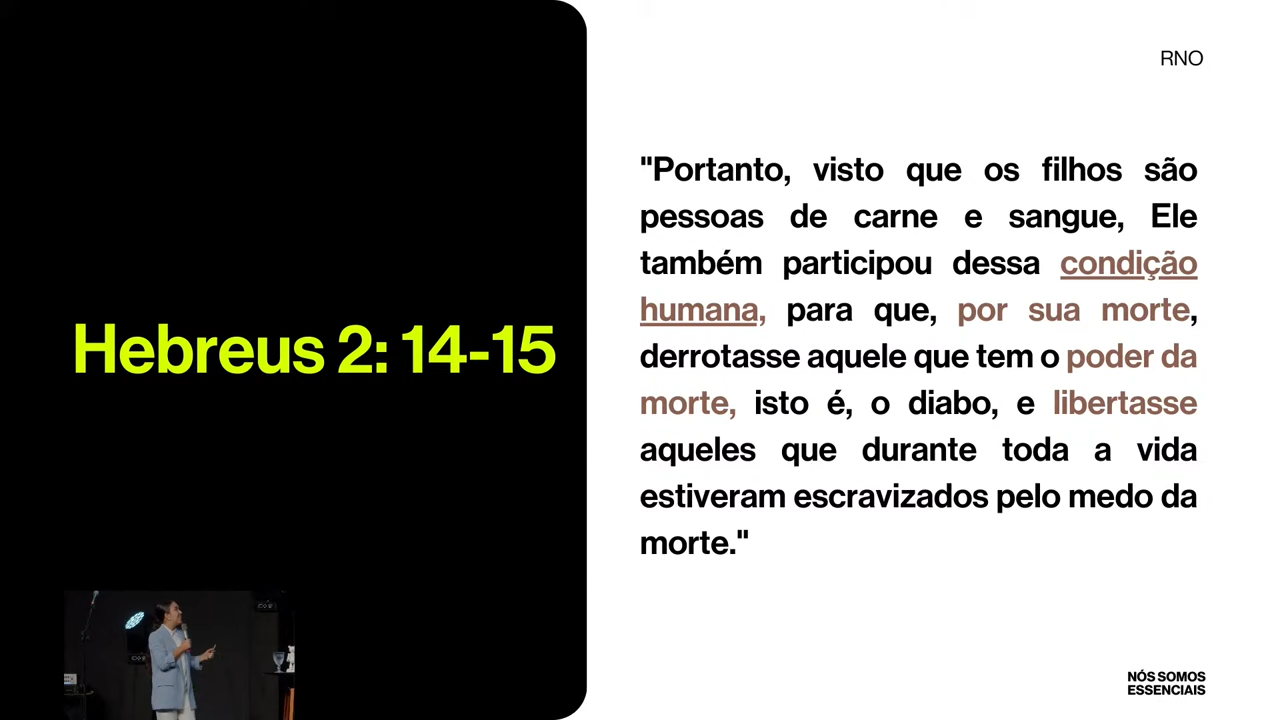 RNO
Hebreus 2: 14-15
"Portanto, visto que os filhos são
pessoas de carne e sangue, Ele
também participou dessa condição
humana, para que, por sua morte,
derrotasse aquele que tem o poder da
morte, isto é, o diabo, e libertasse
aqueles que durante toda a vida
estiveram escravizados pelo medo da
morte."
NÓS SOMOS
ESSENCIAIS